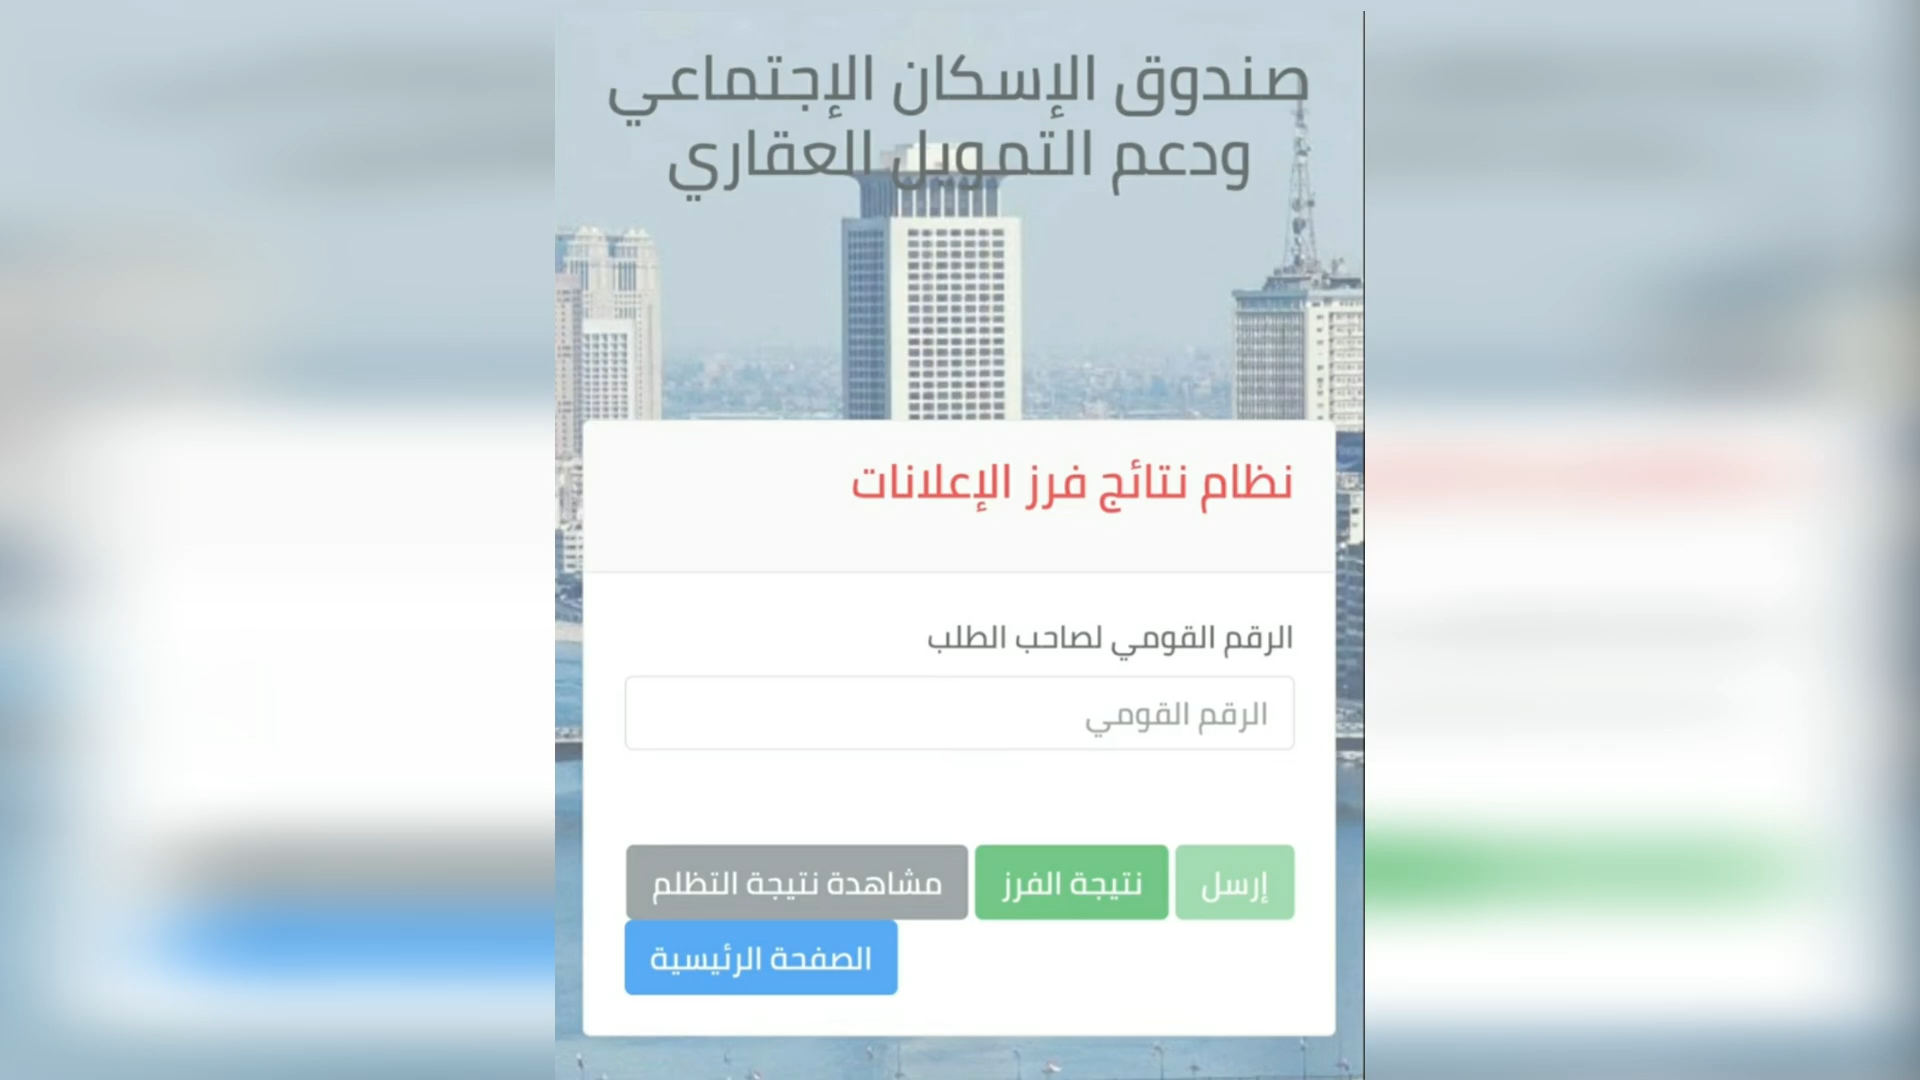 صندوق الإسكان الإجتماعي
ودعم التمويل العقاري
نظام نتائج فرز الإعلانات
الرقم القومي لصاحب الطلب
الرقم القومي
إرسل نتيجة الفرز مشاهدة نتيجة التظلم
الصفحة الرئيسية